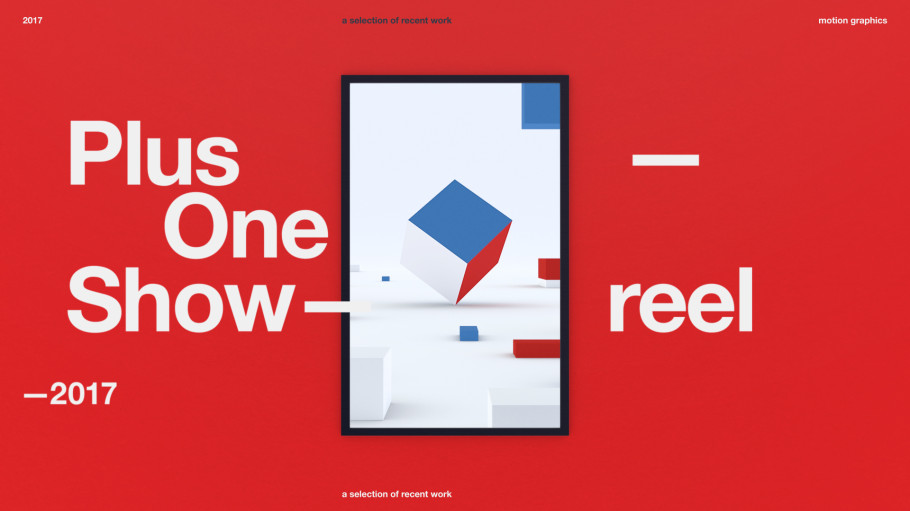 2017
a selection of recent work
motion graphics
Plus —
One
Show— reel
—2017
a selection of recent work